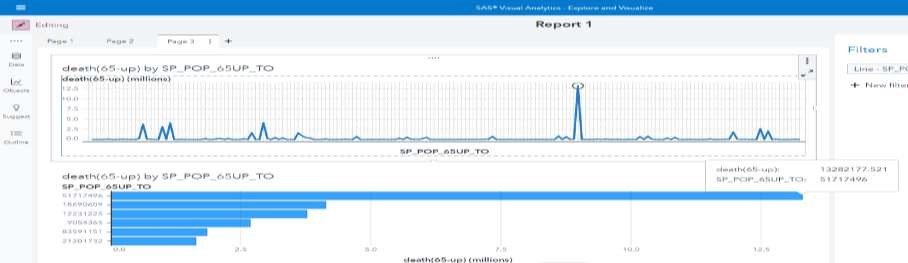 SAS® Visual Analytics - Explore and Visualize
Editing
Report 1
Page 1
Page 2
Page 3
Data
Objects
Suggest
Outline
death(65-up) by SP_POP_65UP_TO
death(65-up) (millions)
12.5
10.0
7.5
5.0
2.5
0.0
SP_POP_65UP_TO
Filters
Line - SP_P
+ New filter
death(65-up): 13282177.521
SP_POP_65UP_TO: 51717496
death(65-up) by SP_POP_65UP_TO
SP_POP_65UP_TO
51717496
18690609
12231225
9059363
83591151
21201732
0.0 2.5 5.0 7.5 10.0 12.5
death(65-up) (millions)